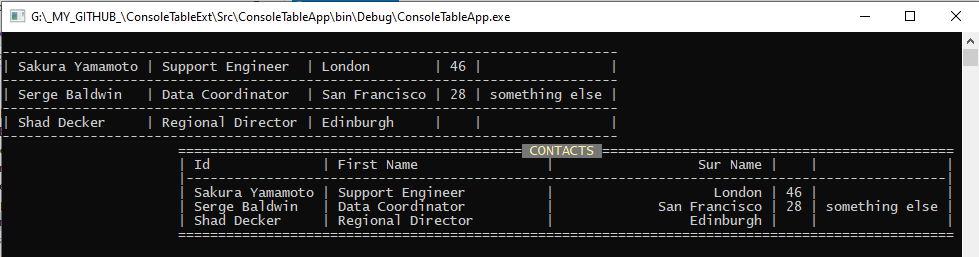 G:\_MY_GITHUB_\ConsoleTableExt\Src\ConsoleTableApp\bin\Debug\ConsoleTableApp.exe
| Sakura Yamamoto | Support Engineer | London | 46 | |
| Serge Baldwin | Data Coordinator | San Francisco | 28 | something else |
| Shad Decker | Regional Director | Edinburgh | | |
CONTACTS
| Id | First Name | Sur Name | | |
| Sakura Yamamoto | Support Engineer | London | 46 | |
| Serge Baldwin | Data Coordinator | San Francisco | 28 | something else |
| Shad Decker | Regional Director | Edinburgh | | |